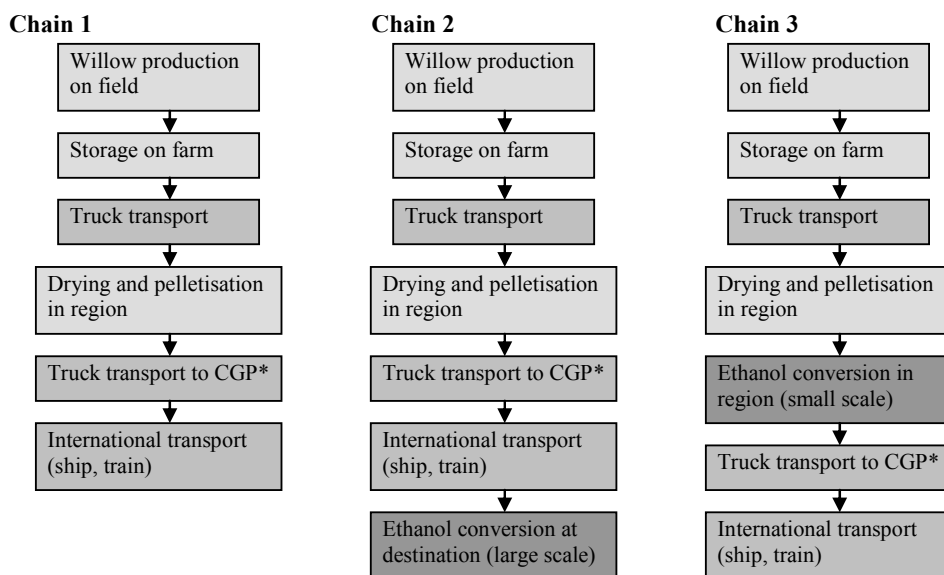 Chain 1
Willow production
on field
Storage on farm
Truck transport
Drying and pelletisation
in region
Truck transport to CGP*
International transport
(ship, train)
Chain 2
Willow production
on field
Storage on farm
Truck transport
Drying and pelletisation
in region
Truck transport to CGP*
International transport
(ship, train)
Ethanol conversion at
destination (large scale)
Chain 3
Willow production
on field
Storage on farm
Truck transport
Drying and pelletisation
in region
Ethanol conversion in
region (small scale)
Truck transport to CGP*
International transport
(ship, train)